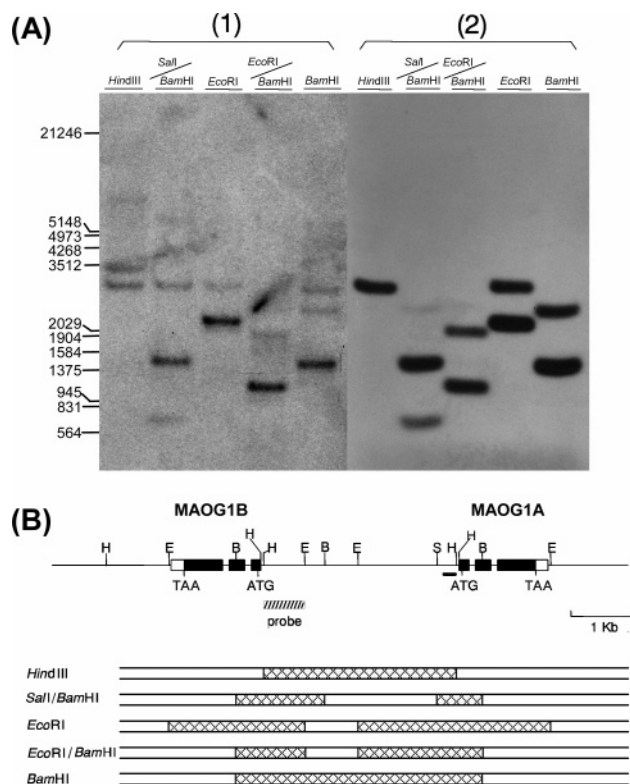 (A)
(1) (2)
SalI EcoRI SalI EcoRI
HindIII BamHI EcoRI BamHI BamHI HindIII BamHI BamHI EcoRI BamHI
21246
5148
4973
4268
3512
2029
1904
1584
1375
945
831
564
(B)
MAOG1B MAOG1A
H E B H H E B E S H H B E
TAA ATG ATG TAA
probe
1 Kb
HindIII
SalI/BamHI
EcoRI
EcoRI/BamHI
BamHI